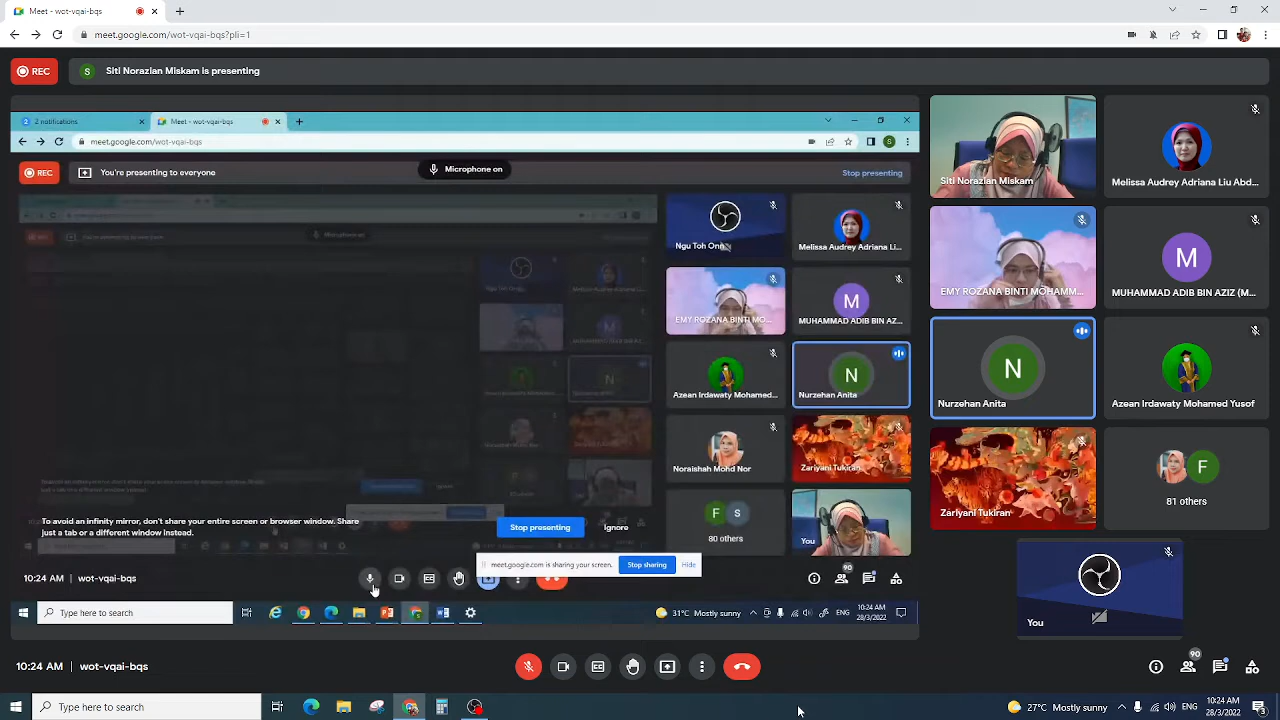 Meet - wot-vqai-bqs
meet.google.com/wot-vqai-bqs?pli=1
REC
S
Siti Norazlan Miskam is presenting
2
2 notifications
Meet - wot-vqai-bqs
meet.google.com/wot-vqai-bqs
S
REC
You're presenting to everyone
Microphone on
Stop presenting
Ngu Toh Onn
Melissa Audrey Adriana Li...
EMY ROZANA BINTI MO...
M
MUHAMMAD ADIB BIN AZ...
Azean Irdawaty Mohamed...
N
Nurzehan Anita
Noraishah Mohd Nor
Zariyani Tukiran
F
S
80 others
You
To avoid an infinity mirror, don't share your entire screen or browser window. Share
just a tab or a different window instead.
Stop presenting
Ignore
meet.google.com is sharing your screen.
Stop sharing
Hide
10:24 AM | wot-vqai-bqs
90
Type here to search
31°C Mostly sunny
ENG
10:24 AM
28/3/2022
Siti Norazlan Miskam
Melissa Audrey Adriana Liu Abd...
EMY ROZANA BINTI MOHAMM...
M
MUHAMMAD ADIB BIN AZIZ (M...
N
Nurzehan Anita
Azean Irdawaty Mohamed Yusof
Zariyani Tukiran
F
81 others
You
10:24 AM | wot-vqai-bqs
90
Type here to search
27°C Mostly sunny
ENG
10:24 AM
28/3/2022